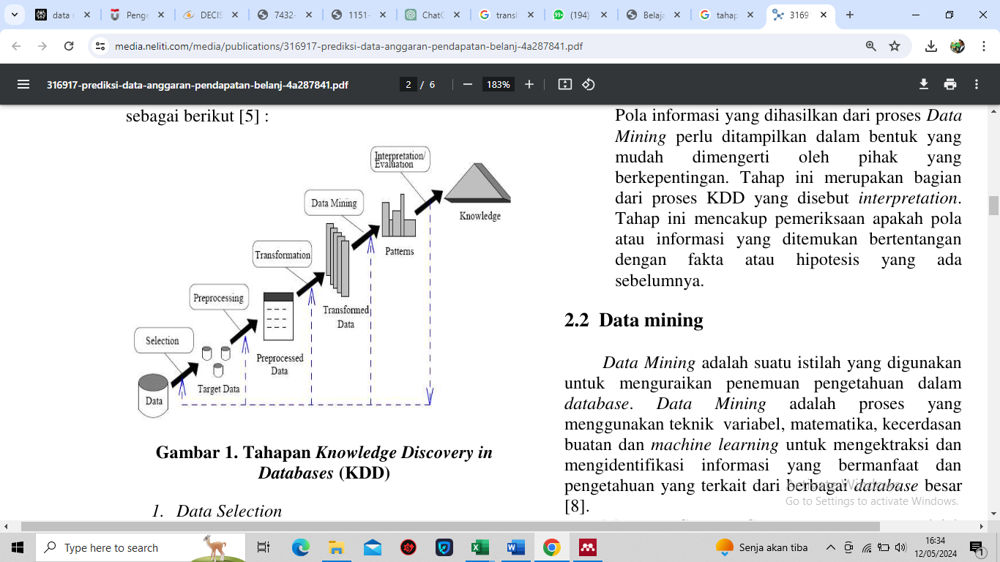 data
Penge
DECIS
7432-
1151-
ChatG
transl
(194)
Belaja
tahap
3169
media.neliti.com/media/publications/316917-prediksi-data-anggaran-pendapatan-belanj-4a287841.pdf
316917-prediksi-data-anggaran-pendapatan-belanj-4a287841.pdf
2 / 6
183%
sebagai berikut [5] :
Interpretation/
Evaluation
Data Mining
Knowledge
Transformation
Patterns
Preprocessing
Transformed
Data
Selection
Preprocessed
Data
Target Data
Data
Gambar 1. Tahapan Knowledge Discovery in
Databases (KDD)
1. Data Selection
Pola informasi yang dihasilkan dari proses Data
Mining perlu ditampilkan dalam bentuk yang
mudah dimengerti oleh pihak yang
berkepentingan. Tahap ini merupakan bagian
dari proses KDD yang disebut interpretation.
Tahap ini mencakup pemeriksaan apakah pola
atau informasi yang ditemukan bertentangan
dengan fakta atau hipotesis yang ada
sebelumnya.
2.2 Data mining
Data Mining adalah suatu istilah yang digunakan
untuk menguraikan penemuan pengetahuan dalam
database. Data Mining adalah proses yang
menggunakan teknik variabel, matematika, kecerdasan
buatan dan machine learning untuk mengektraksi dan
mengidentifikasi informasi yang bermanfaat dan
pengetahuan yang terkait dari berbagai database besar
[8].
Activate Windows
Go to Settings to activate Windows.
Type here to search
Senja akan tiba
16:34
12/05/2024
1